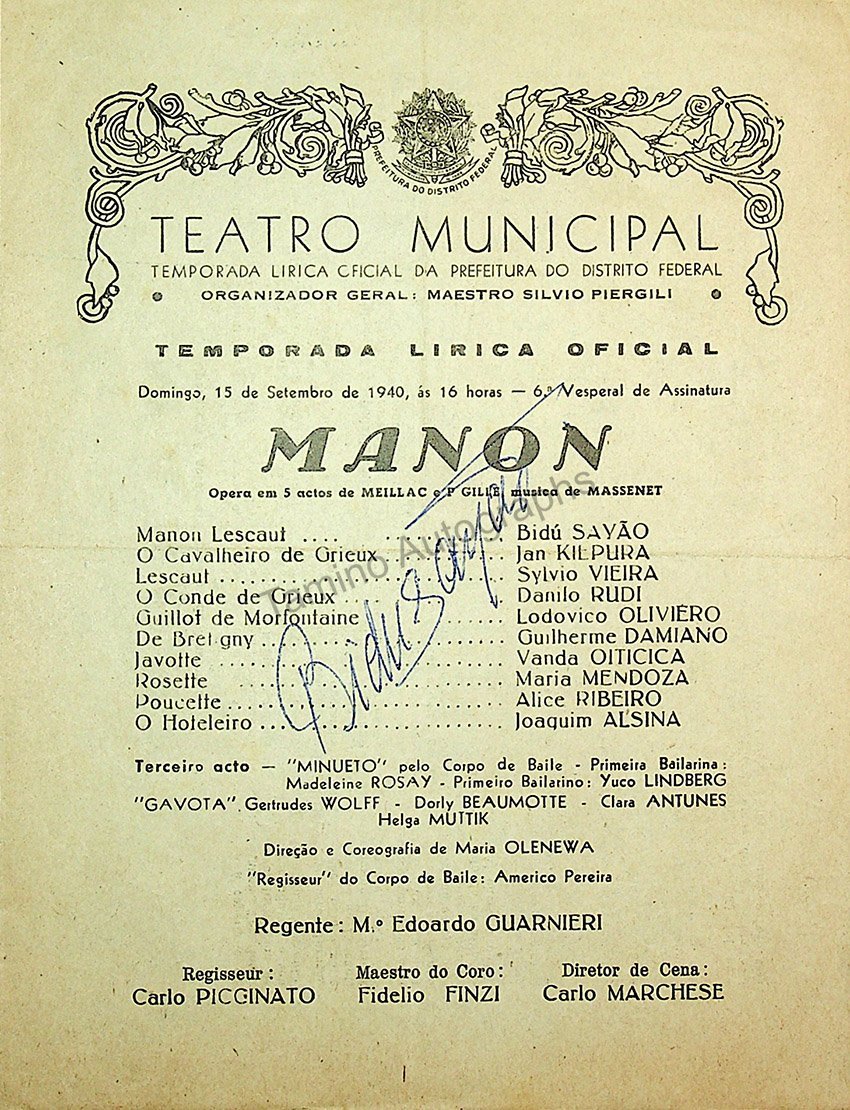 PREFEITURA DO DISTRITO FEDERAL
TEATRO MUNICIPAL
TEMPORADA LIRICA OFICIAL DA PREFEITURA DO DISTRITO FEDERAL
ORGANIZADOR GERAL: MAESTRO SILVIO PIERGILI
TEMPORADA LIRICA OFICIAL
Domingo, 15 de Setembro de 1940, ás 16 horas — 6.ª Vesperal de Assinatura
MANON
Opera em 5 actos de MEILLAC e P GILLE, musica de MASSENET
Manon Lescaut .... ..... Bidú SAYÃO
O Cavalheiro de Grieux ........ Jan KILPURA
Lescaut ........ Sylvio VIEIRA
O Conde de Grieux ........ Danilo RUDI
Guillot de Morfontaine ........ Lodovico OLIVIÉRO
De Bretigny ........ Guilherme DAMIANO
Javotte ........ Vanda OITICICA
Rosette ........ Maria MENDOZA
Poucette ........ Alice RIBEIRO
O Hoteleiro ........ Joaquim ALSINA
Bidú Sayão
Tamino Autographs
Terceiro acto — "MINUETO" pelo Corpo de Baile - Primeira Bailarina:
Madeleine ROSAY - Primeiro Bailarino: Yuco LINDBERG
"GAVOTA". Gertrudes WOLFF - Dorly BEAUMOTTE - Clara ANTUNES
Helga MUTTIK
Direção e Coreografia de Maria OLENEWA
"Regisseur" do Corpo de Baile: Americo Pereira
Regente: M.º Edoardo GUARNIERI
Regisseur: Maestro do Coro: Diretor de Cena:
Carlo PICCINATO Fidelio FINZI Carlo MARCHESE
1